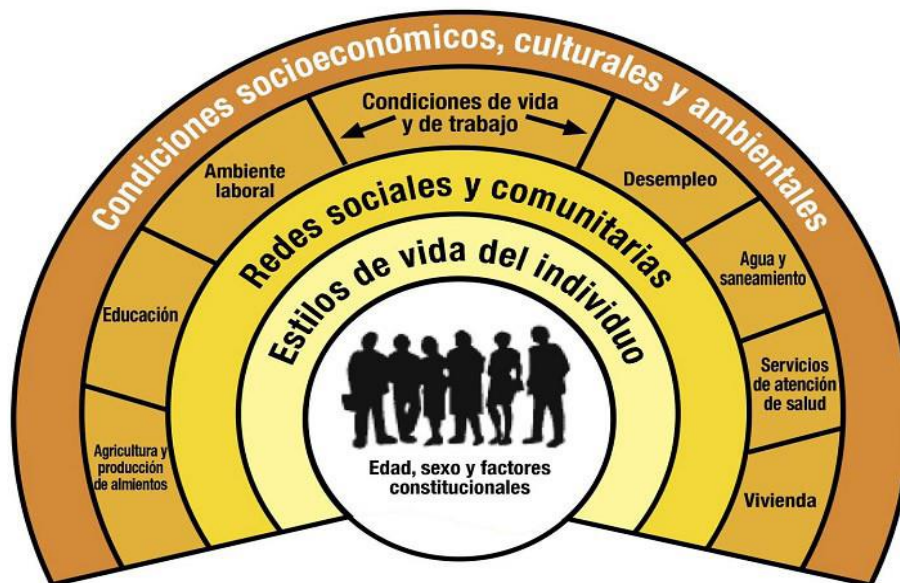 Condiciones socioeconómicos, culturales y ambientales
Condiciones de vida
y de trabajo
Ambiente
laboral
Desempleo
Redes sociales y comunitarias
Educación
Agua y
saneamiento
Estilos de vida del individuo
Agricultura y
producción
de almientos
Servicios
de atención
de salud
Vivienda
Edad, sexo y factores
constitucionales